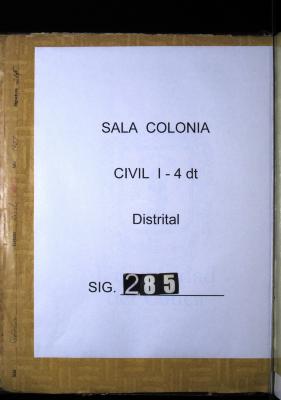 SALA COLONIA
CIVIL I - 4 dt
Distrital
SIG. 285